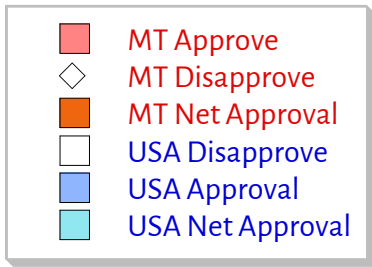 MT Approve
MT Disapprove
MT Net Approval
USA Disapprove
USA Approval
USA Net Approval